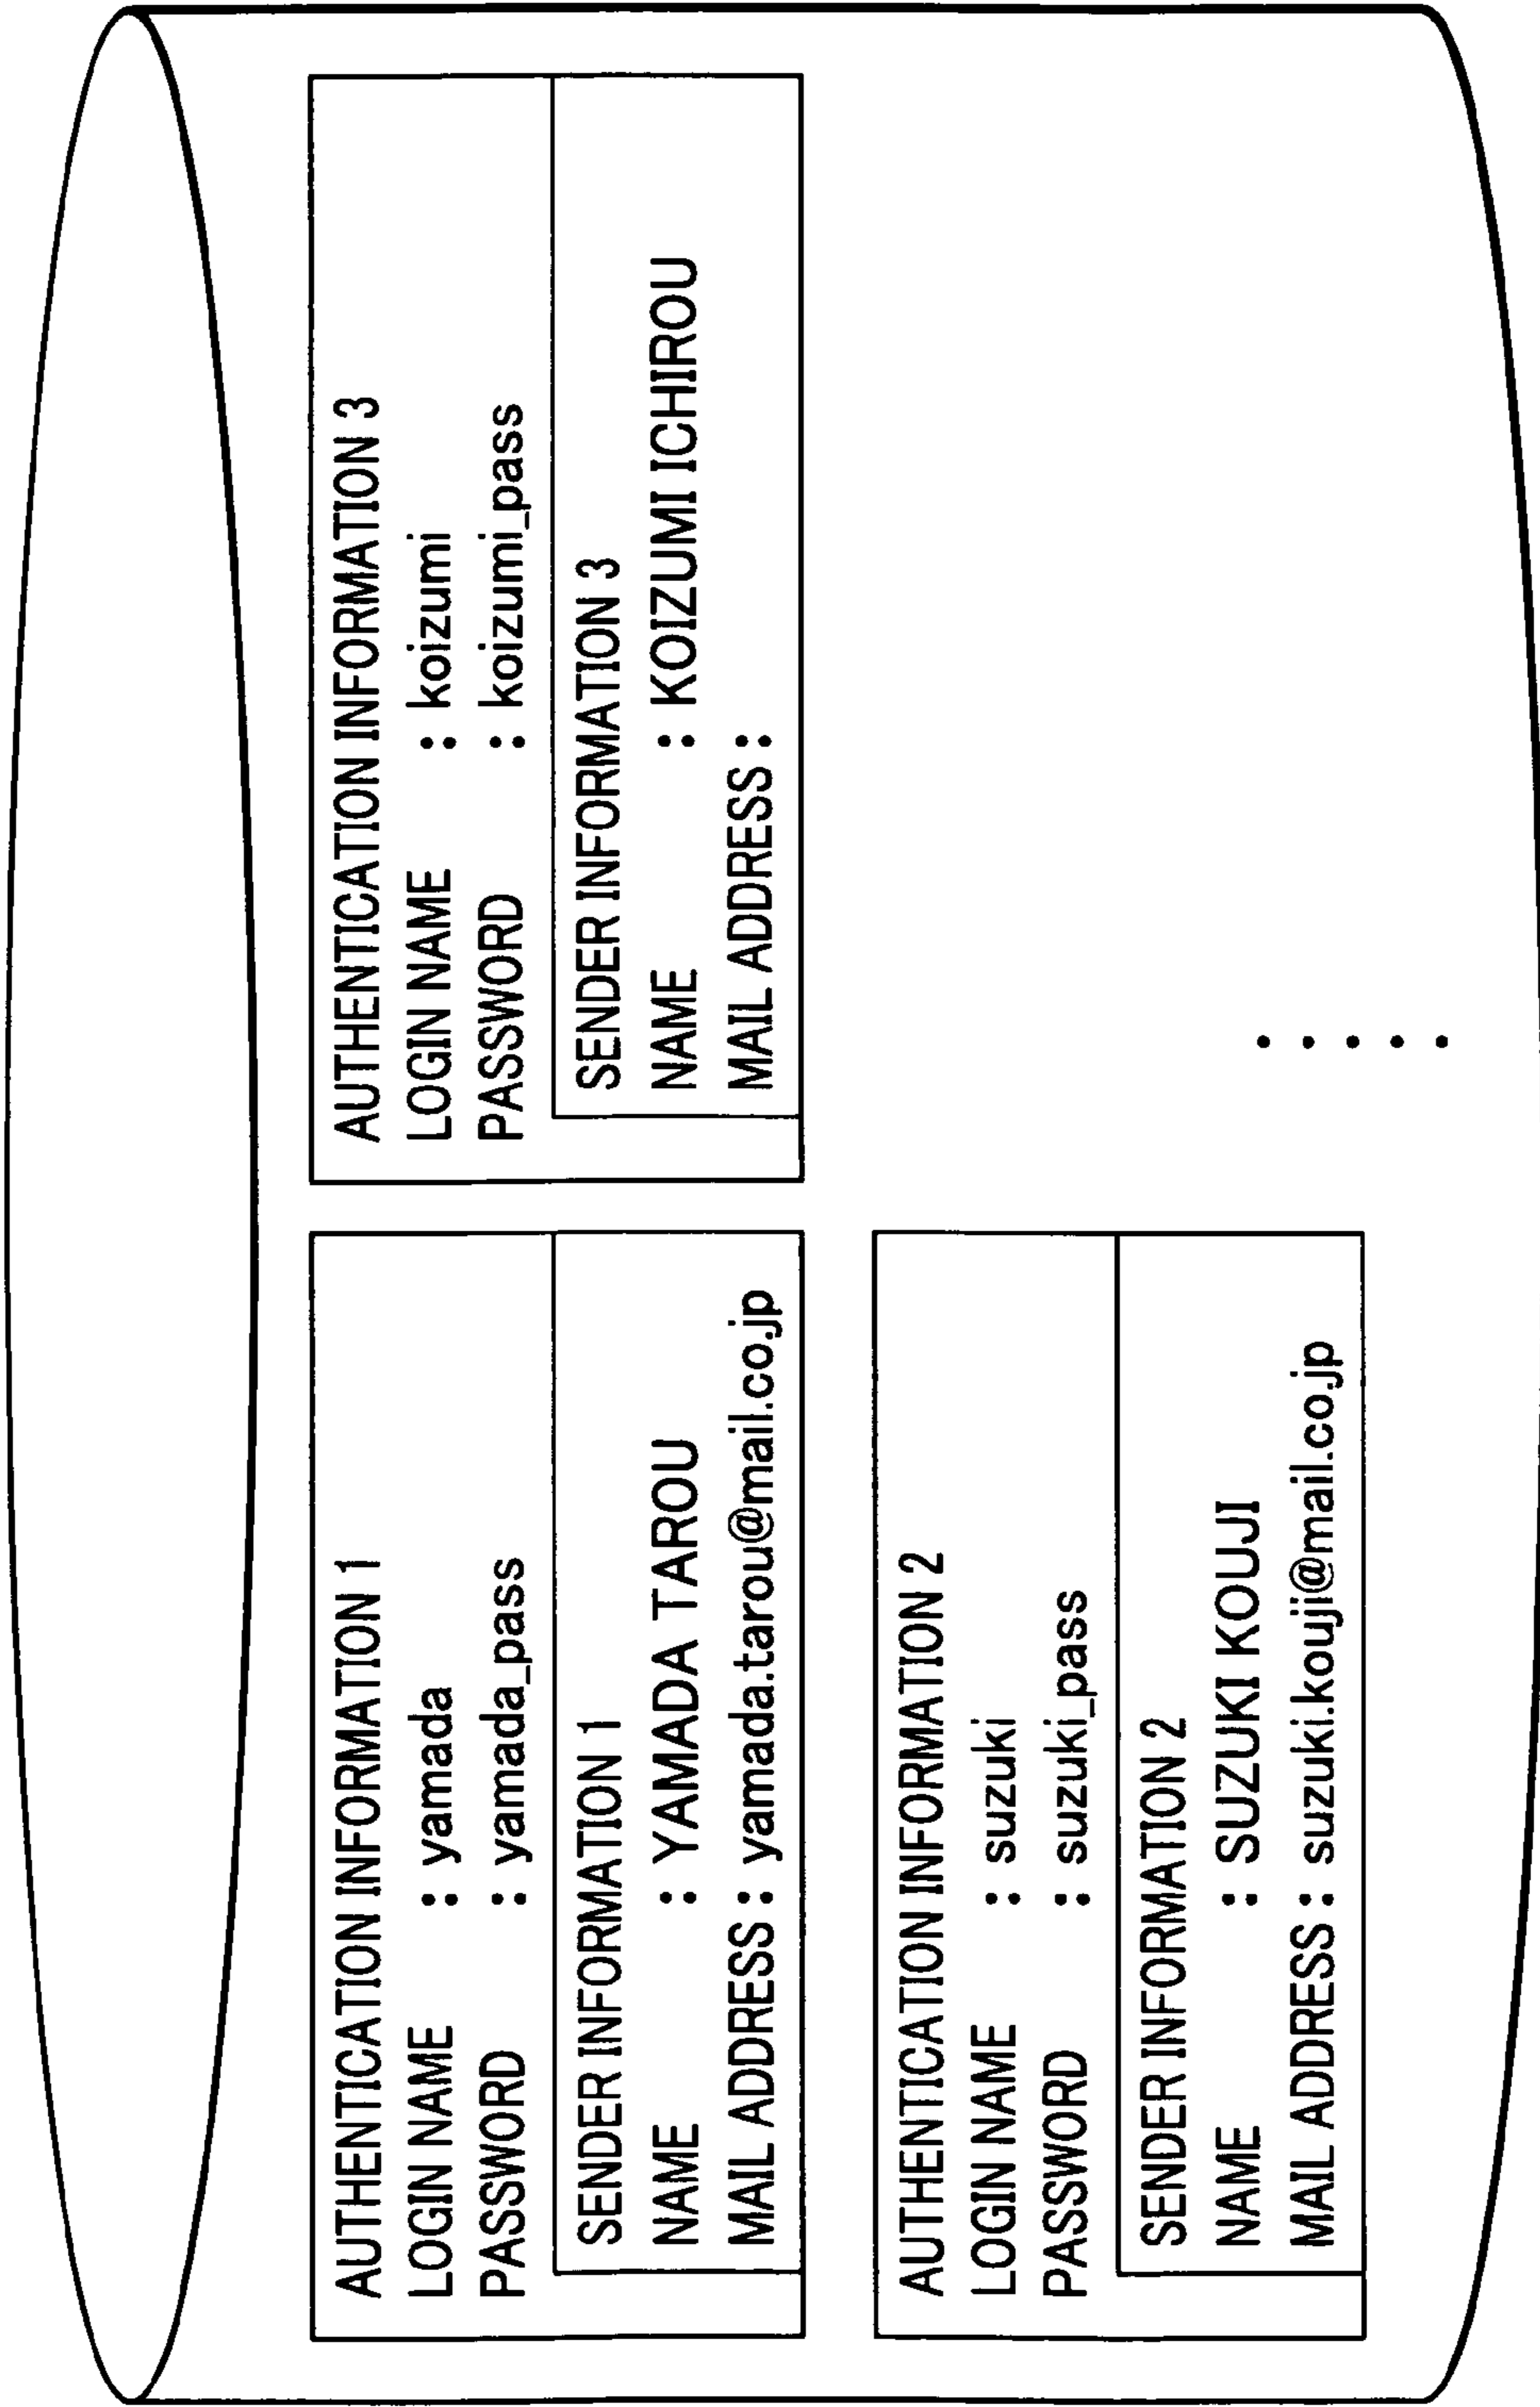 AUTHENTICATION INFORMATION 1
LOGIN NAME : yamada
PASSWORD : yamada_pass
SENDER INFORMATION 1
NAME : YAMADA TAROU
MAIL ADDRESS : yamada.tarou@mail.co.jp
AUTHENTICATION INFORMATION 2
LOGIN NAME : suzuki
PASSWORD : suzuki_pass
SENDER INFORMATION 2
NAME : SUZUKI KOUJI
MAIL ADDRESS : suzuki.kouji@mail.co.jp
AUTHENTICATION INFORMATION 3
LOGIN NAME : koizumi
PASSWORD : koizumi_pass
SENDER INFORMATION 3
NAME : KOIZUMI ICHIROU
MAIL ADDRESS :